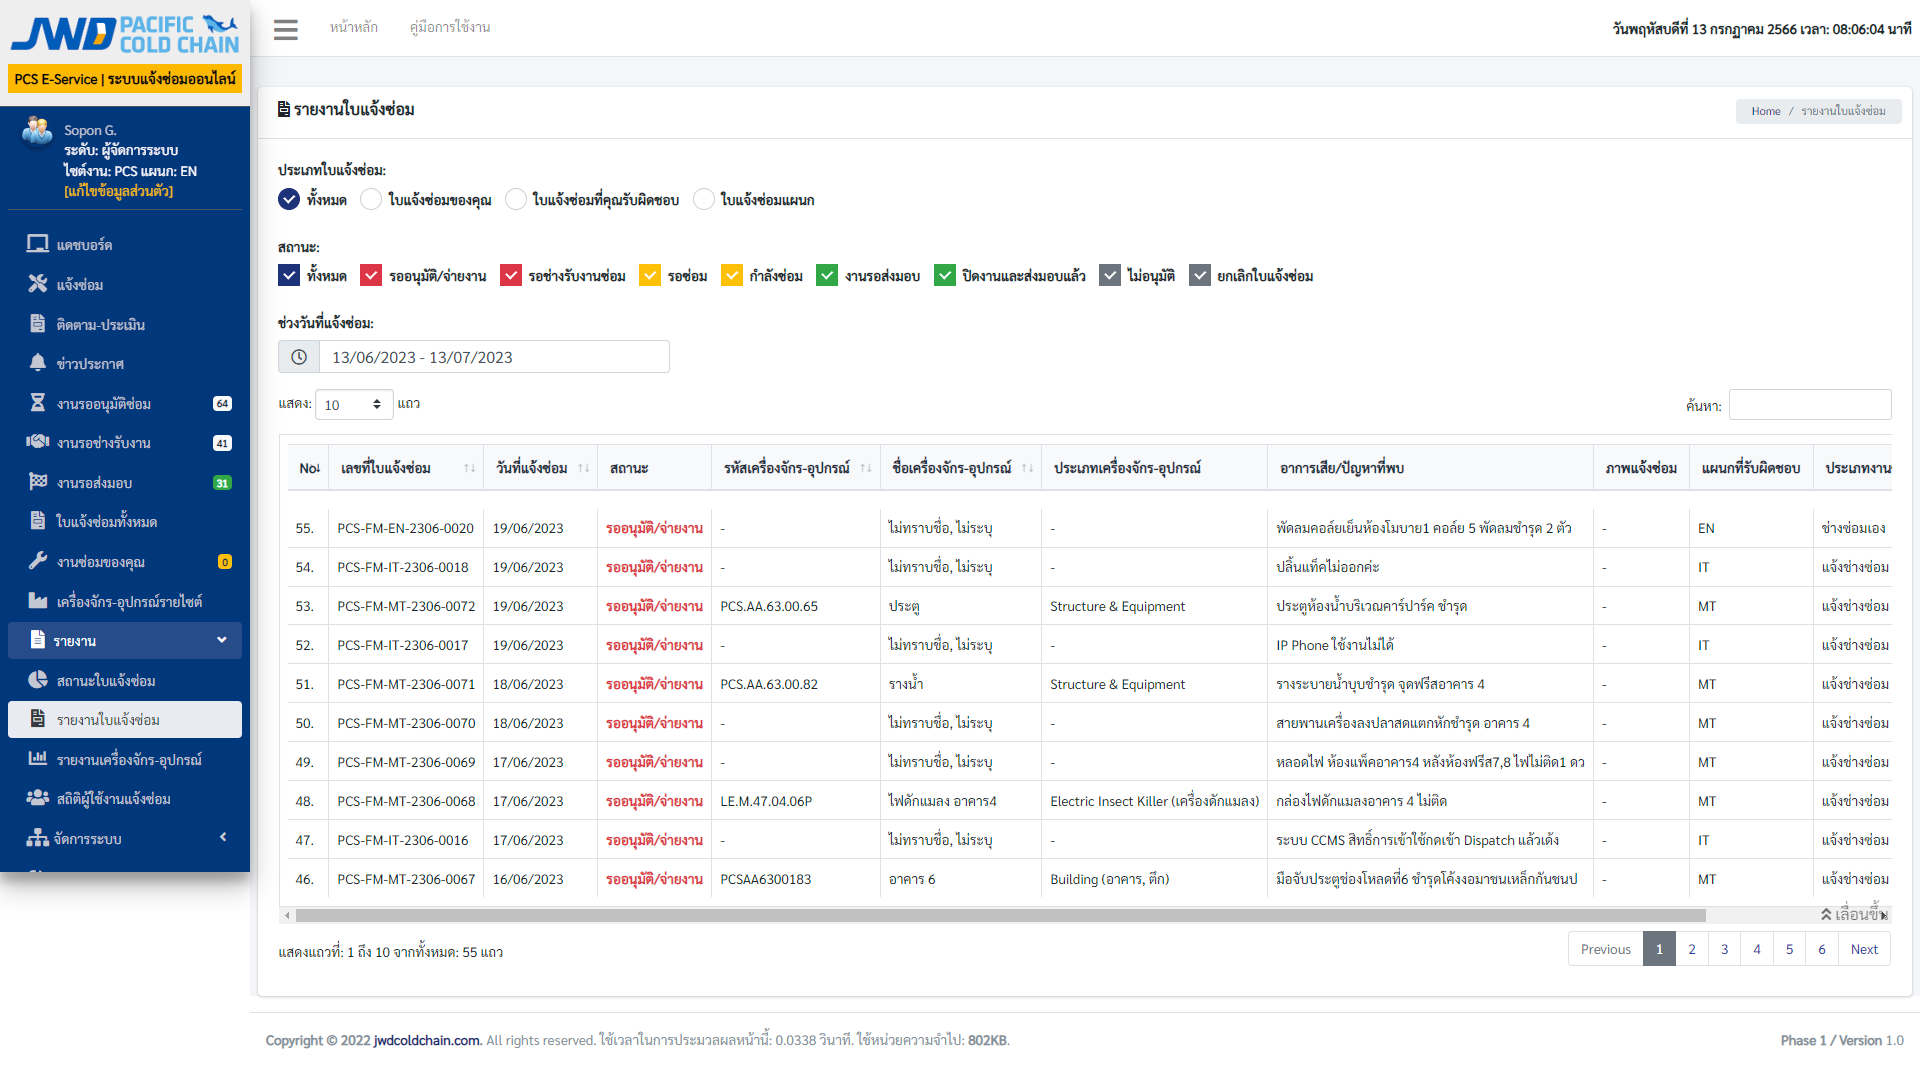 JWD PACIFIC COLD CHAIN
PCS E-Service | ระบบแจ้งซ่อมออนไลน์
Sopon G.
ระดับ: ผู้จัดการระบบ
ไซต์งาน: PCS แผนก: EN
[แก้ไขข้อมูลส่วนตัว]
แดชบอร์ด
แจ้งซ่อม
ติดตาม-ประเมิน
ข่าวประกาศ
งานรออนุมัติซ่อม 64
งานรอช่างรับงาน 41
งานรอส่งมอบ 31
ใบแจ้งซ่อมทั้งหมด
งานซ่อมของคุณ 0
เครื่องจักร-อุปกรณ์รายไซต์
รายงาน
สถานะใบแจ้งซ่อม
รายงานใบแจ้งซ่อม
รายงานเครื่องจักร-อุปกรณ์
สถิติผู้ใช้งานแจ้งซ่อม
จัดการระบบ
หน้าหลัก คู่มือการใช้งาน วันพฤหัสบดีที่ 13 กรกฏาคม 2566 เวลา: 08:06:04 นาที
รายงานใบแจ้งซ่อม Home / รายงานใบแจ้งซ่อม
ประเภทใบแจ้งซ่อม:
ทั้งหมด ใบแจ้งซ่อมของคุณ ใบแจ้งซ่อมที่คุณรับผิดชอบ ใบแจ้งซ่อมแผนก
สถานะ:
ทั้งหมด รออนุมัติ/จ่ายงาน รอช่างรับงานซ่อม รอซ่อม กำลังซ่อม งานรอส่งมอบ ปิดงานและส่งมอบแล้ว ไม่อนุมัติ ยกเลิกใบแจ้งซ่อม
ช่วงวันที่แจ้งซ่อม:
13/06/2023 - 13/07/2023
แสดง: 10 แถว ค้นหา:
No เลขที่ใบแจ้งซ่อม วันที่แจ้งซ่อม สถานะ รหัสเครื่องจักร-อุปกรณ์ ชื่อเครื่องจักร-อุปกรณ์ ประเภทเครื่องจักร-อุปกรณ์ อาการเสีย/ปัญหาที่พบ ภาพแจ้งซ่อม แผนกที่รับผิดชอบ ประเภทงาน
55. PCS-FM-EN-2306-0020 19/06/2023 รออนุมัติ/จ่ายงาน - ไม่ทราบชื่อ, ไม่ระบุ - พัดลมคอล์ยเย็นห้องโมบาย1 คอล์ย 5 พัดลมชำรุด 2 ตัว - EN ช่างซ่อมเอง
54. PCS-FM-IT-2306-0018 19/06/2023 รออนุมัติ/จ่ายงาน - ไม่ทราบชื่อ, ไม่ระบุ - ปลิ้นแท็คไม่ออกค่ะ - IT แจ้งช่างซ่อม
53. PCS-FM-MT-2306-0072 19/06/2023 รออนุมัติ/จ่ายงาน PCS.AA.63.00.65 ประตู Structure & Equipment ประตูห้องน้ำบริเวณคาร์ปาร์ค ชำรุด - MT แจ้งช่างซ่อม
52. PCS-FM-IT-2306-0017 19/06/2023 รออนุมัติ/จ่ายงาน - ไม่ทราบชื่อ, ไม่ระบุ - IP Phone ใช้งานไม่ได้ - IT แจ้งช่างซ่อม
51. PCS-FM-MT-2306-0071 18/06/2023 รออนุมัติ/จ่ายงาน PCS.AA.63.00.82 รางน้ำ Structure & Equipment รางระบายน้ำบุบชำรุด จุดฟรีสอาคาร 4 - MT แจ้งช่างซ่อม
50. PCS-FM-MT-2306-0070 18/06/2023 รออนุมัติ/จ่ายงาน - ไม่ทราบชื่อ, ไม่ระบุ - สายพานเครื่องลงปลาสดแตกหักชำรุด อาคาร 4 - MT แจ้งช่างซ่อม
49. PCS-FM-MT-2306-0069 17/06/2023 รออนุมัติ/จ่ายงาน - ไม่ทราบชื่อ, ไม่ระบุ - หลอดไฟ ห้องแพ็คอาคาร4 หลังห้องฟรีส7,8 ไฟไม่ติด1 ดว - MT แจ้งช่างซ่อม
48. PCS-FM-MT-2306-0068 17/06/2023 รออนุมัติ/จ่ายงาน LE.M.47.04.06P ไฟดักแมลง อาคาร4 Electric Insect Killer (เครื่องดักแมลง) กล่องไฟดักแมลงอาคาร 4 ไม่ติด - MT แจ้งช่างซ่อม
47. PCS-FM-IT-2306-0016 17/06/2023 รออนุมัติ/จ่ายงาน - ไม่ทราบชื่อ, ไม่ระบุ - ระบบ CCMS สิทธิ์การเข้าใช้กดเข้า Dispatch แล้วเด้ง - IT แจ้งช่างซ่อม
46. PCS-FM-MT-2306-0067 16/06/2023 รออนุมัติ/จ่ายงาน PCSAA6300183 อาคาร 6 Building (อาคาร, ตึก) มือจับประตูช่องโหลดที่6 ชำรุดโค้งงอมาชนเหล็กกันชนป - MT แจ้งช่างซ่อม
เลื่อนขึ้น
แสดงแถวที่: 1 ถึง 10 จากทั้งหมด: 55 แถว Previous 1 2 3 4 5 6 Next
Copyright © 2022 jwdcoldchain.com. All rights reserved. ใช้เวลาในการประมวลผลหน้านี้: 0.0338 วินาที. ใช้หน่วยความจำไป: 802KB. Phase 1 / Version 1.0